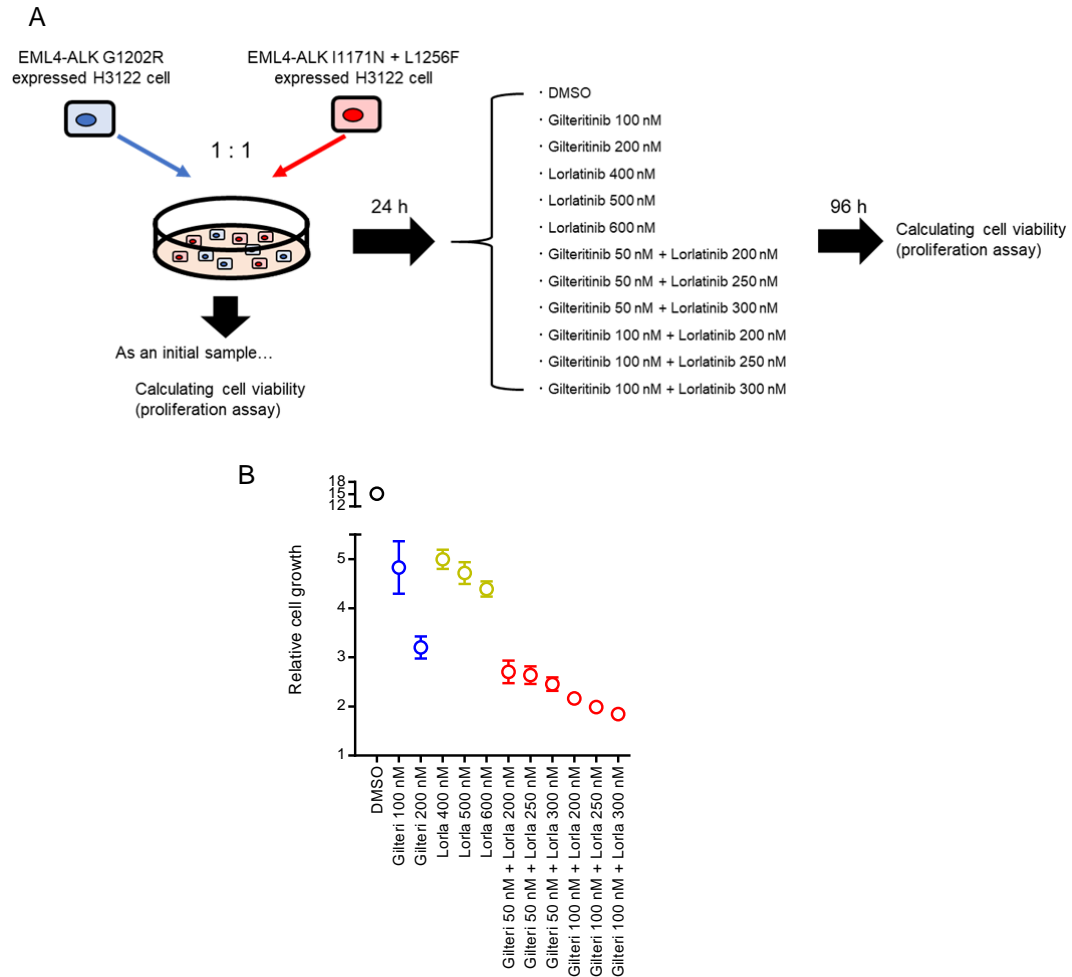 A
EML4-ALK G1202R
expressed H3122 cell
EML4-ALK I1171N + L1256F
expressed H3122 cell
1 : 1
24 h
・DMSO
・Gilteritinib 100 nM
・Gilteritinib 200 nM
・Lorlatinib 400 nM
・Lorlatinib 500 nM
・Lorlatinib 600 nM
・Gilteritinib 50 nM + Lorlatinib 200 nM
・Gilteritinib 50 nM + Lorlatinib 250 nM
・Gilteritinib 50 nM + Lorlatinib 300 nM
・Gilteritinib 100 nM + Lorlatinib 200 nM
・Gilteritinib 100 nM + Lorlatinib 250 nM
・Gilteritinib 100 nM + Lorlatinib 300 nM
96 h
Calculating cell viability
(proliferation assay)
As an initial sample…
Calculating cell viability
(proliferation assay)
B
Relative cell growth
18
15
12
5
4
3
2
1
DMSO
Gilteri 100 nM
Gilteri 200 nM
Lorla 400 nM
Lorla 500 nM
Lorla 600 nM
Gilteri 50 nM + Lorla 200 nM
Gilteri 50 nM + Lorla 250 nM
Gilteri 50 nM + Lorla 300 nM
Gilteri 100 nM + Lorla 200 nM
Gilteri 100 nM + Lorla 250 nM
Gilteri 100 nM + Lorla 300 nM